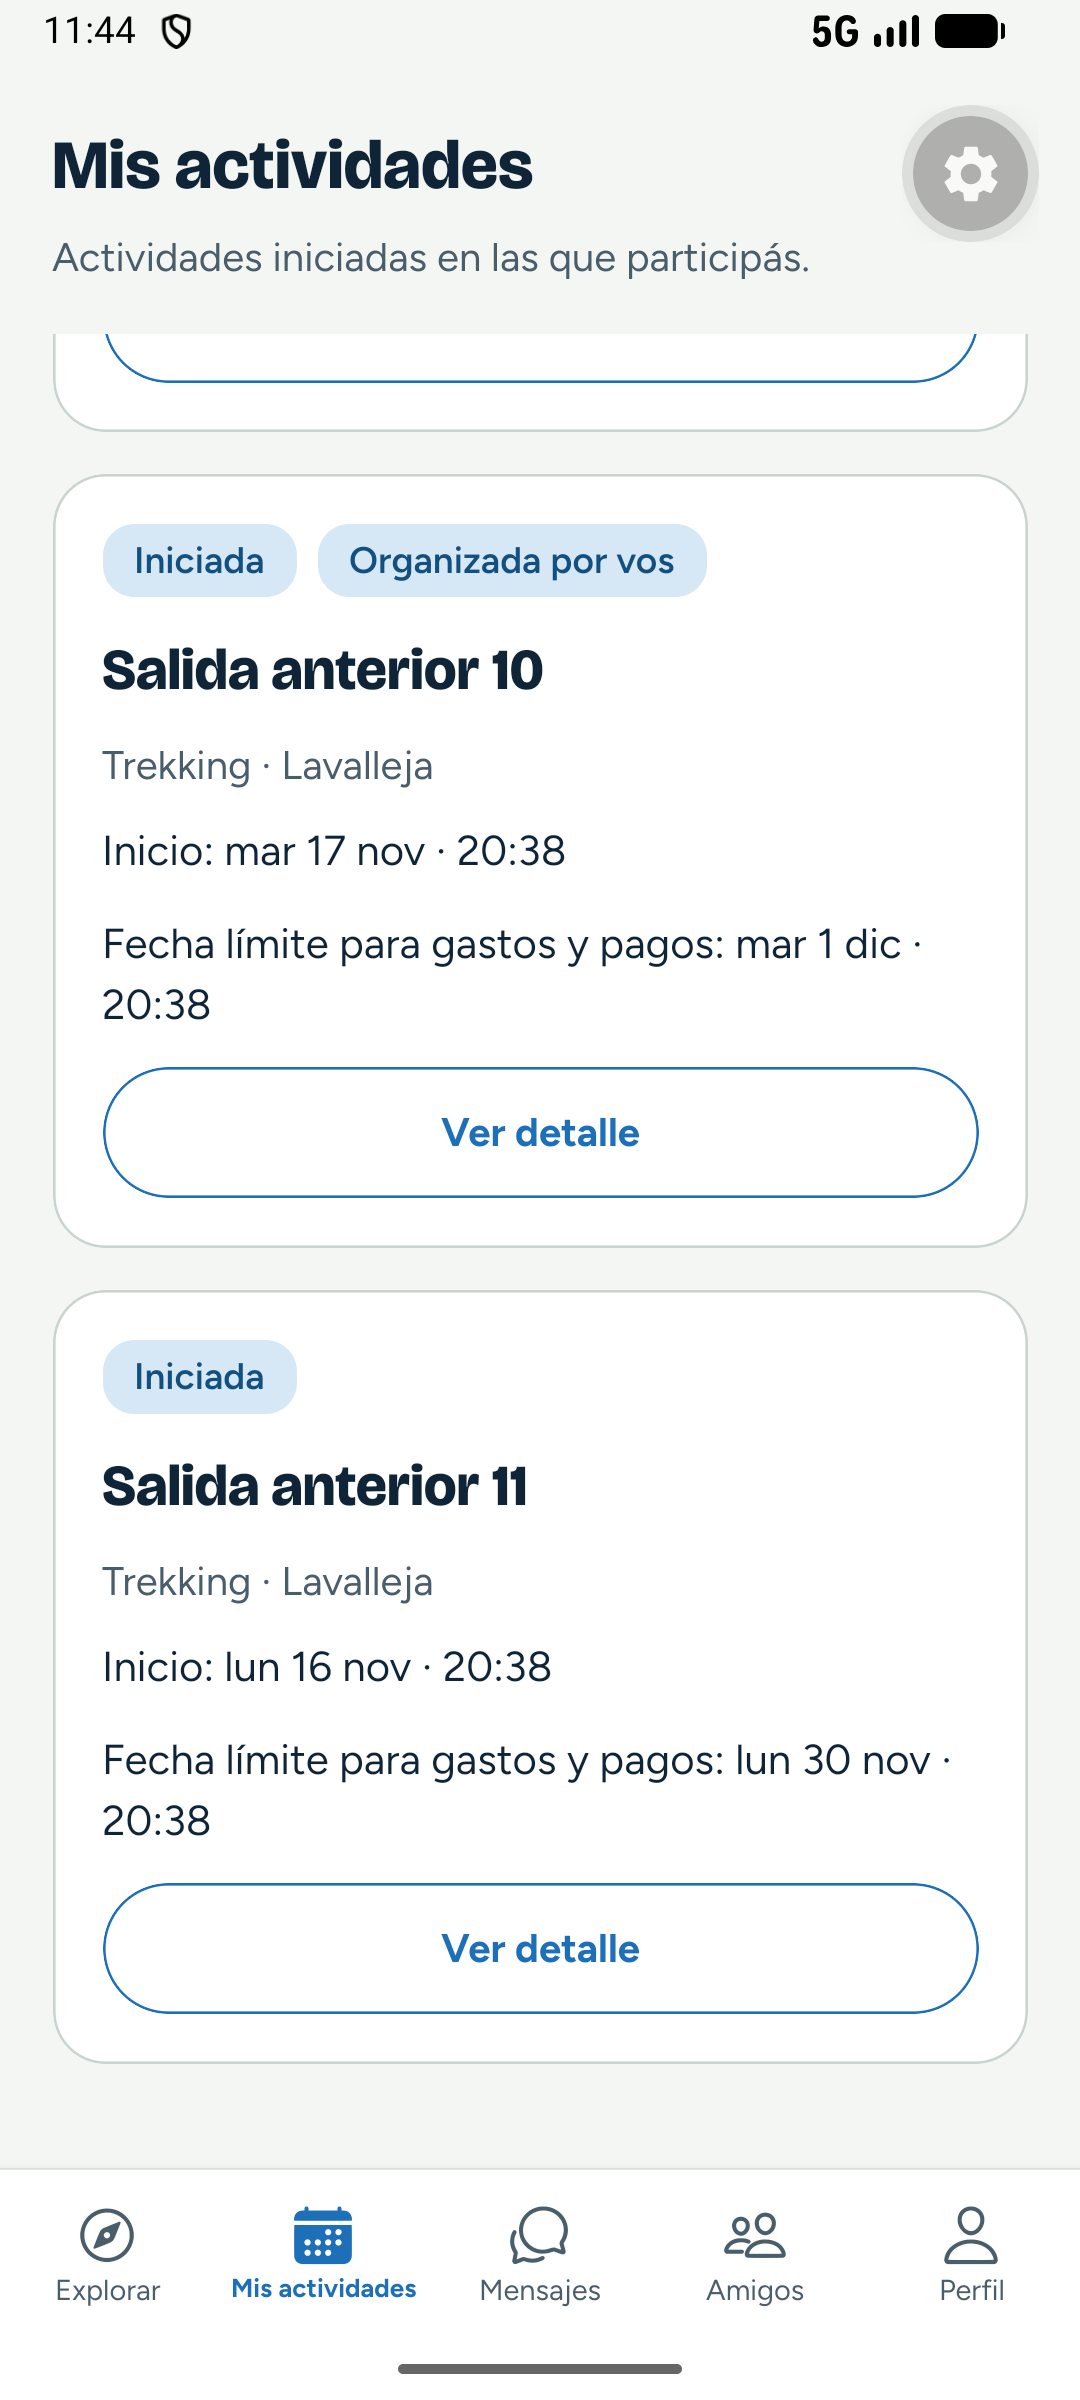 11:44
5G
Mis actividades
Actividades iniciadas en las que participás.
Iniciada
Organizada por vos
Salida anterior 10
Trekking · Lavalleja
Inicio: mar 17 nov · 20:38
Fecha límite para gastos y pagos: mar 1 dic ·
20:38
Ver detalle
Iniciada
Salida anterior 11
Trekking · Lavalleja
Inicio: lun 16 nov · 20:38
Fecha límite para gastos y pagos: lun 30 nov ·
20:38
Ver detalle
Explorar
Mis actividades
Mensajes
Amigos
Perfil